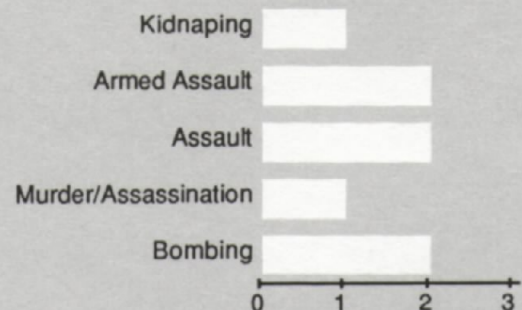 Kidnaping
Armed Assault
Assault
Murder/Assassination
Bombing
0 1 2 3